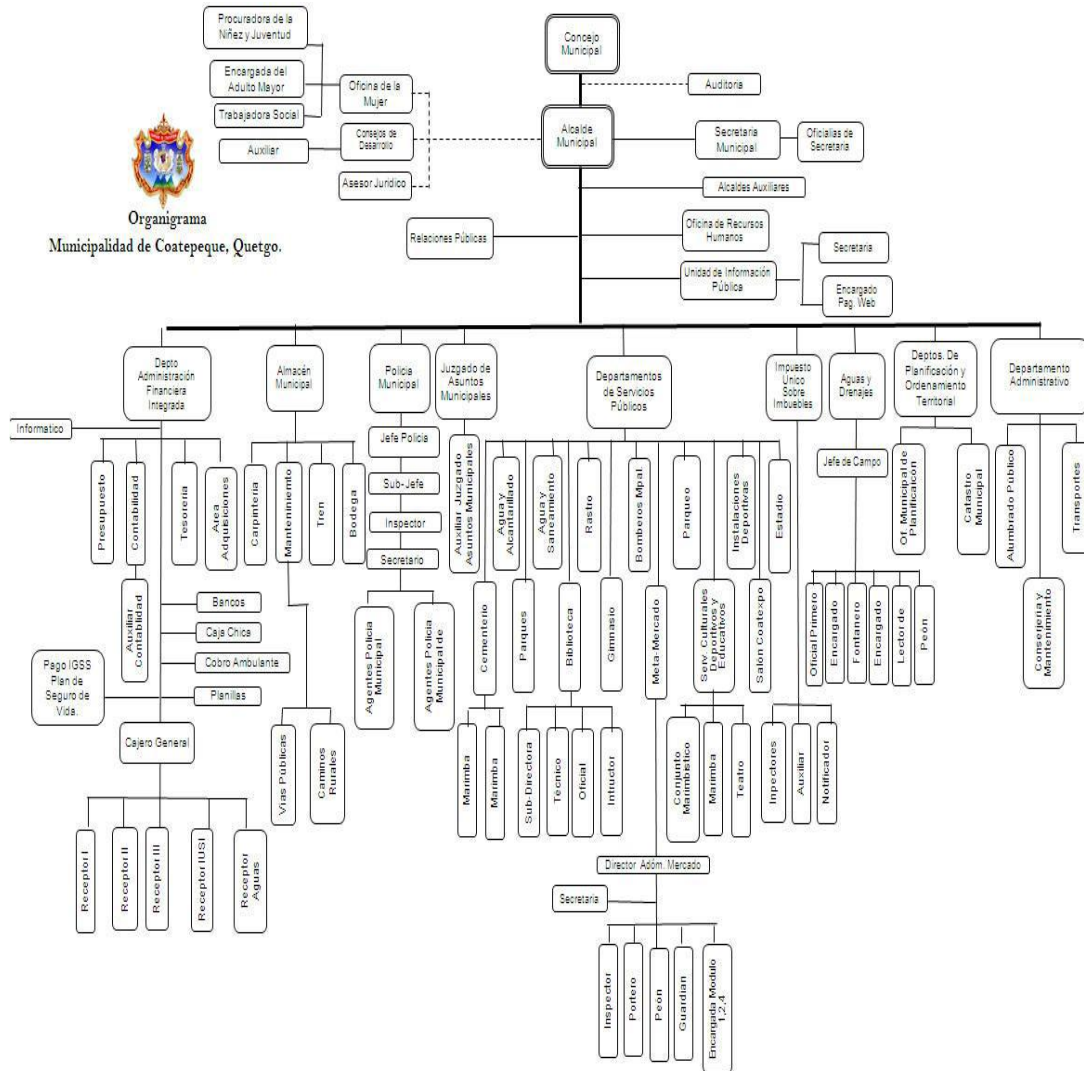 Procuradora de la
Niñez y Juventud
Encargada del
Adulto Mayor
Trabajadora Social
Auxiliar
Oficina de la
Mujer
Consejos de
Desarrollo
Asesor Juridico
Concejo
Municipal
Auditoria
Alcalde
Municipal
Secretaria
Municipal
Oficialias de
Secretaria
Alcaldes Auxiliares
Organigrama
Municipalidad de Coatepeque, Quetgo.
Relaciones Públicas
Oficina de Recursos
Humanos
Unidad de Información
Pública
Secretaria
Encargado
Pag. Web
Depto
Administración
Financiera
Integrada
Almacén
Municipal
Policia
Municipal
Juzgado de
Asuntos
Municipales
Departamentos
de Servicios
Públicos
Impuesto
Unico
Sobre
Imbuebles
Aguas y
Drenajes
Deptos. De
Planificación y
Ordenamiento
Territorial
Departamento
Administrativo
Informatico
Presupuesto
Contabilidad
Tesoreria
Area
Adquisiciones
Carpinteria
Mantenimiemto
Tren
Bodega
Jefe Policia
Sub- Jefe
Inspector
Secretario
Auxiliar Juzgado
Asuntos Municipales
Agua y
Alcantarillado
Agua y
Saneamiento
Rastro
Bomberos Mpal.
Parqueo
Instalaciones
Deportivas
Estadio
Jefe de Campo
Of. Municipal de
Planificaicón
Catastro
Municipal
Alumbrado Público
Transportes
Auxiliar
Contabilidad
Bancos
Caja Chica
Cobro Ambulante
Planillas
Pago IGSS
Plan de
Seguro de
Vida.
Cajero General
Agentes Policia
Municipal
Agentes Policia
Municipal de
Cementerio
Parques
Biblioteca
Gimnasio
Meta-Mercado
Serv. Culturales
Deportivos y
Educativos
Salón Coatexpo
Oficial Primero
Encargado
Fontanero
Encargado
Lector de
Peón
Conserjeria y
Mantenimiento
Vias Públicas
Caminos
Rurales
Marimba
Marimba
Sub-Directora
Técnico
Oficial
Intructor
Conjunto
Marimbistico
Marimba
Teatro
Inpectores
Auxiliar
Notificador
Receptor I
Receptor II
Receptor III
Receptor IUSI
Receptor
Aguas
Director Adóm. Mercado
Secretaria
Inspector
Portero
Peón
Guardian
Encargada Modulo
1,2,4